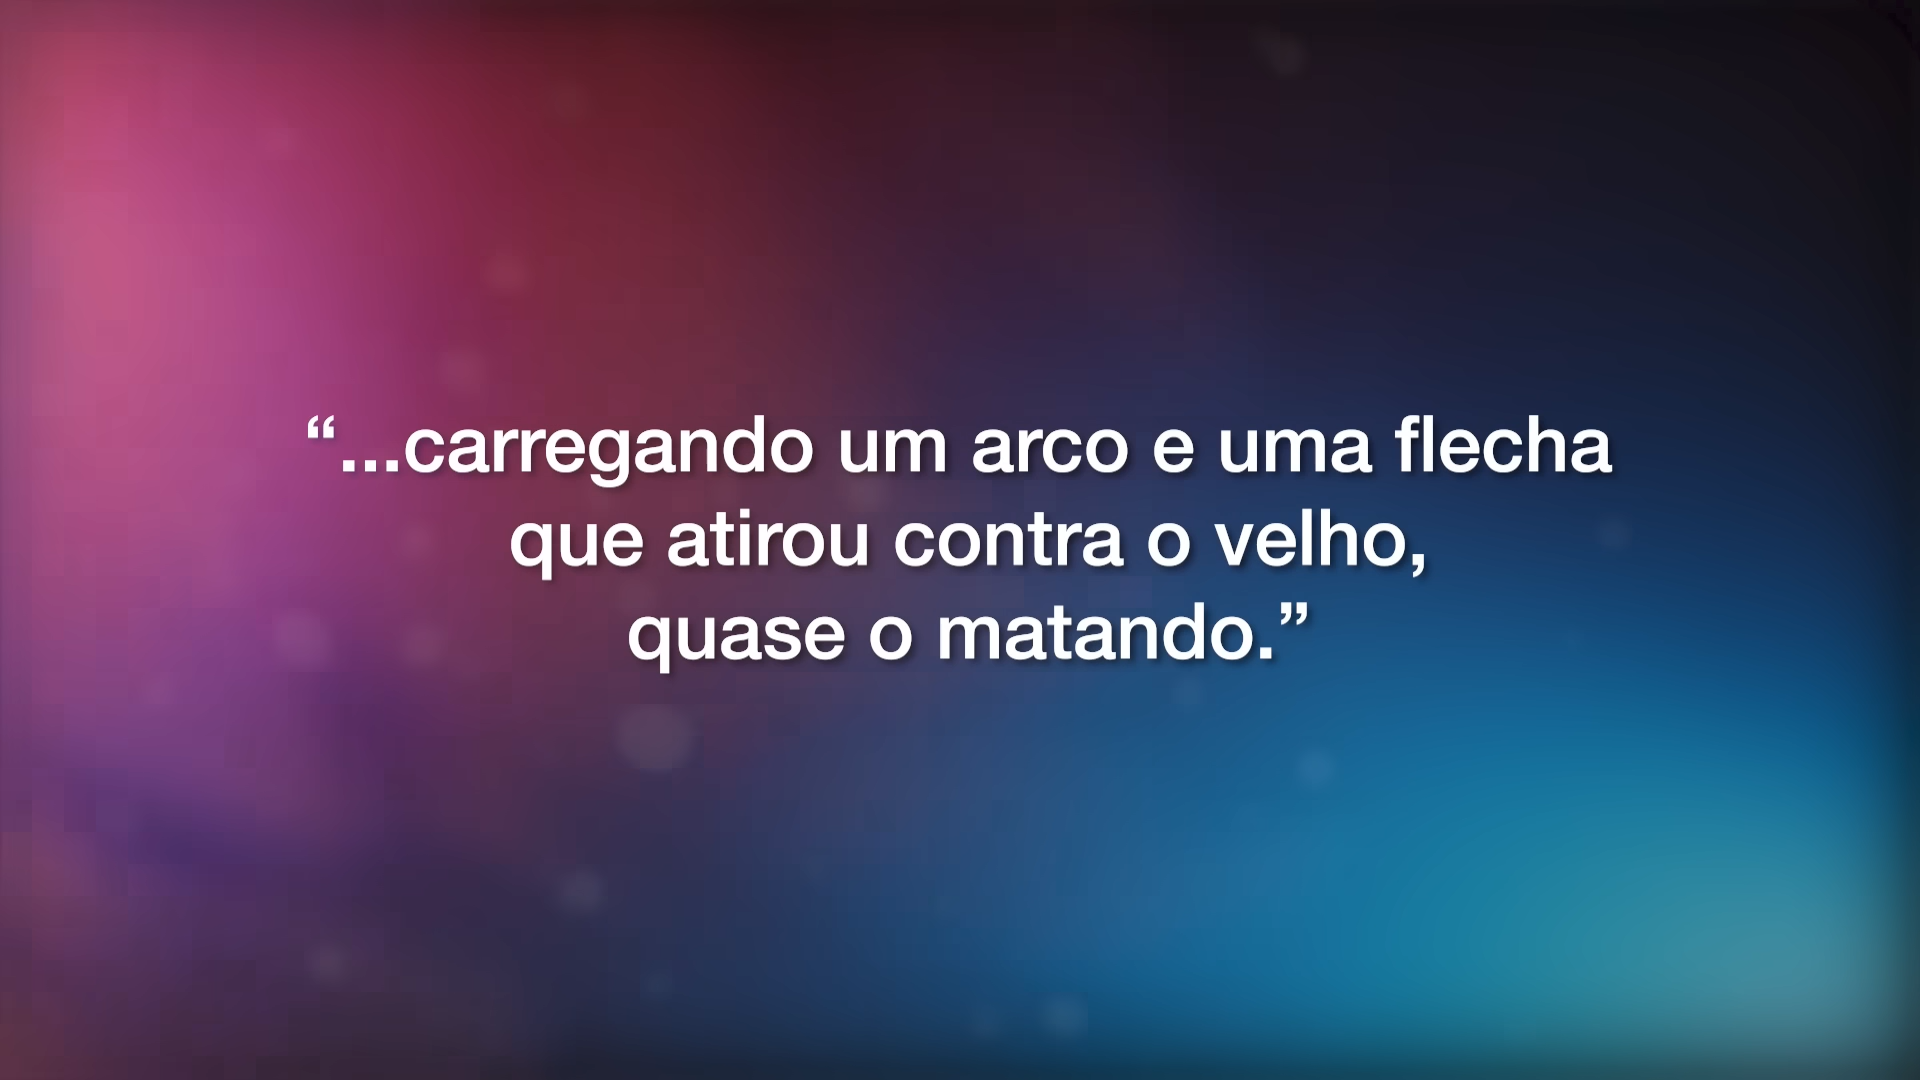 “...carregando um arco e uma flecha
que atirou contra o velho,
quase o matando.”